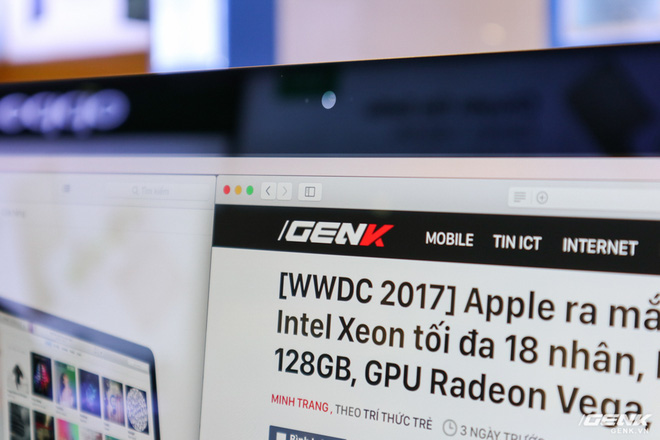 /GENK MOBILE TIN ICT INTERNET
[WWDC 2017] Apple ra mắ
Intel Xeon tối đa 18 nhân,
128GB, GPU Radeon Vega,
MINH TRANG, THEO TRÍ THỨC TRẺ 3 NGÀY TRƯỚC
/GENK
GENK.VN